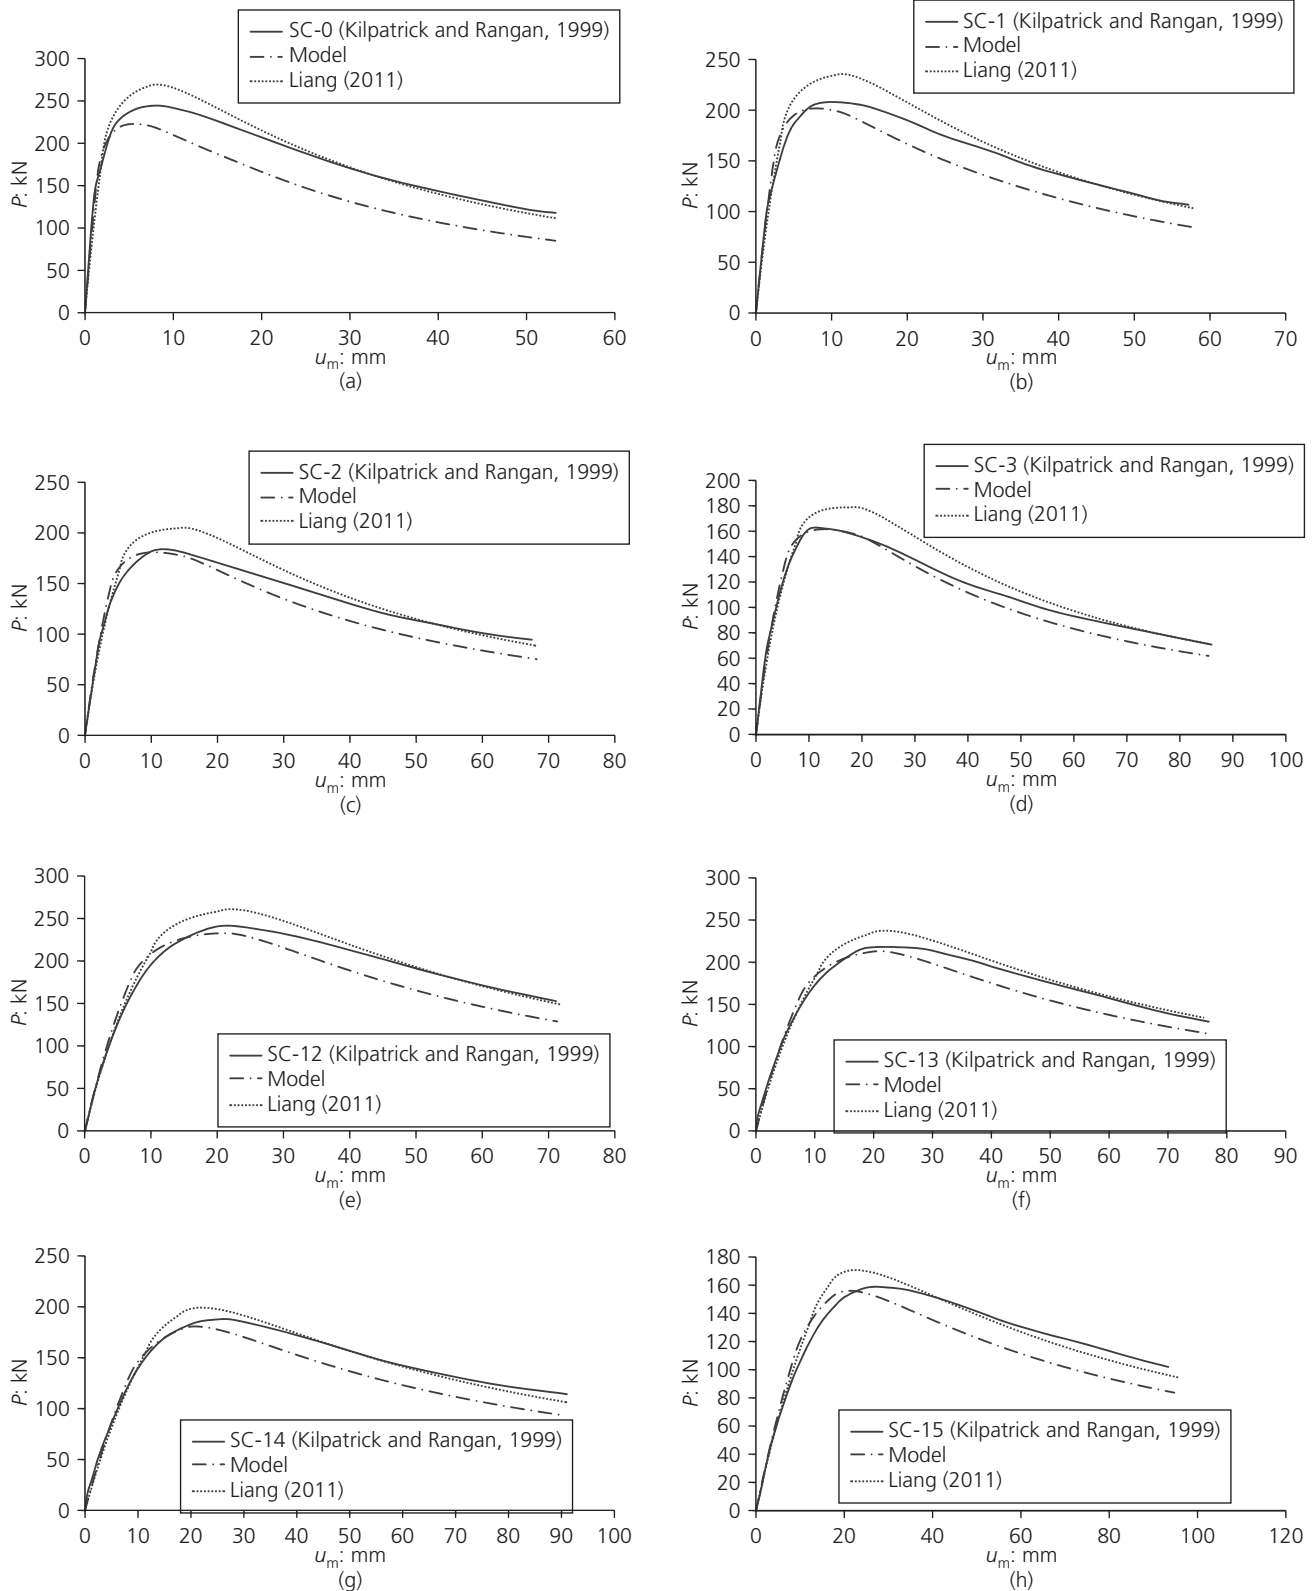 SC-0 (Kilpatrick and Rangan, 1999)
Model
Liang (2011)
300
250
200
150
100
50
0
P: kN
0 10 20 30 40 50 60
um: mm
(a)
SC-1 (Kilpatrick and Rangan, 1999)
Model
Liang (2011)
250
200
150
100
50
0
P: kN
0 10 20 30 40 50 60 70
um: mm
(b)
SC-2 (Kilpatrick and Rangan, 1999)
Model
Liang (2011)
250
200
150
100
50
0
P: kN
0 10 20 30 40 50 60 70 80
um: mm
(c)
SC-3 (Kilpatrick and Rangan, 1999)
Model
Liang (2011)
200
180
160
140
120
100
80
60
40
20
0
P: kN
0 10 20 30 40 50 60 70 80 90 100
um: mm
(d)
300
250
200
150
100
50
0
P: kN
SC-12 (Kilpatrick and Rangan, 1999)
Model
Liang (2011)
0 10 20 30 40 50 60 70 80
um: mm
(e)
300
250
200
150
100
50
0
P: kN
SC-13 (Kilpatrick and Rangan, 1999)
Model
Liang (2011)
0 10 20 30 40 50 60 70 80 90
um: mm
(f)
250
200
150
100
50
0
P: kN
SC-14 (Kilpatrick and Rangan, 1999)
Model
Liang (2011)
0 10 20 30 40 50 60 70 80 90 100
um: mm
(g)
180
160
140
120
100
80
60
40
20
0
P: kN
SC-15 (Kilpatrick and Rangan, 1999)
Model
Liang (2011)
0 20 40 60 80 100 120
um: mm
(h)